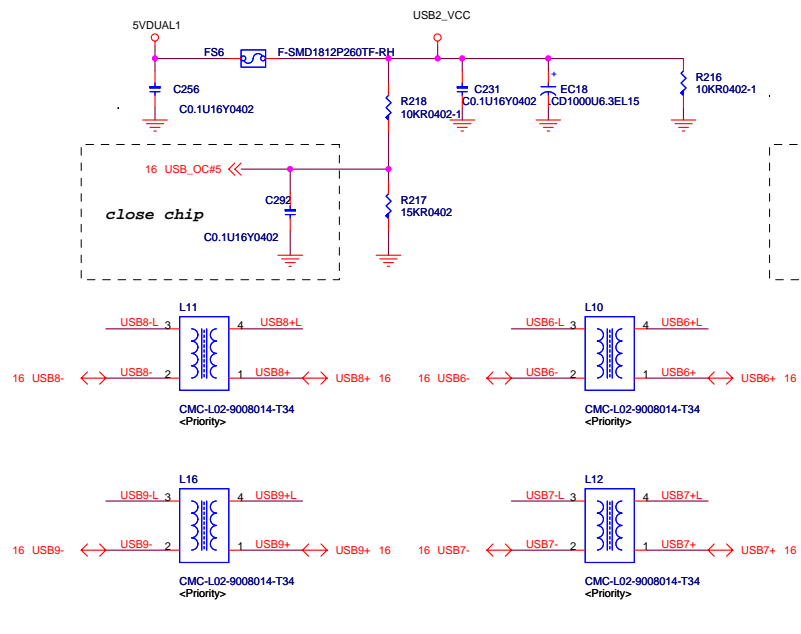 USB2_VCC
5VDUAL1
FS6 F-SMD1812P260TF-RH
C256
C0.1U16Y0402
R218
10KR0402-1
C231
C0.1U16Y0402
+
EC18
.CD1000U6.3EL15
R216
10KR0402-1
16 USB_OC#5
close chip
C292
C0.1U16Y0402
R217
15KR0402
L11
USB8-L 3 4 USB8+L
16 USB8- USB8- 2 1 USB8+ USB8+ 16
CMC-L02-9008014-T34
<Priority>
L10
USB6-L 3 4 USB6+L
16 USB6- USB6- 2 1 USB6+ USB6+ 16
CMC-L02-9008014-T34
<Priority>
L16
USB9-L 3 4 USB9+L
16 USB9- USB9- 2 1 USB9+ USB9+ 16
CMC-L02-9008014-T34
<Priority>
L12
USB7-L 3 4 USB7+L
16 USB7- USB7- 2 1 USB7+ USB7+ 16
CMC-L02-9008014-T34
<Priority>